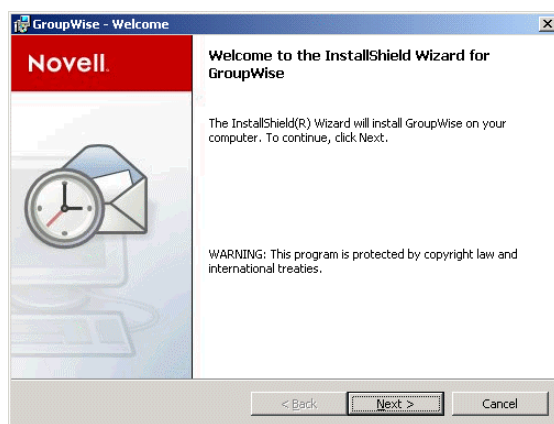 GroupWise - Welcome
Novell.
Welcome to the InstallShield Wizard for
GroupWise
The InstallShield(R) Wizard will install GroupWise on your
computer. To continue, click Next.
WARNING: This program is protected by copyright law and
international treaties.
< Back
Next >
Cancel